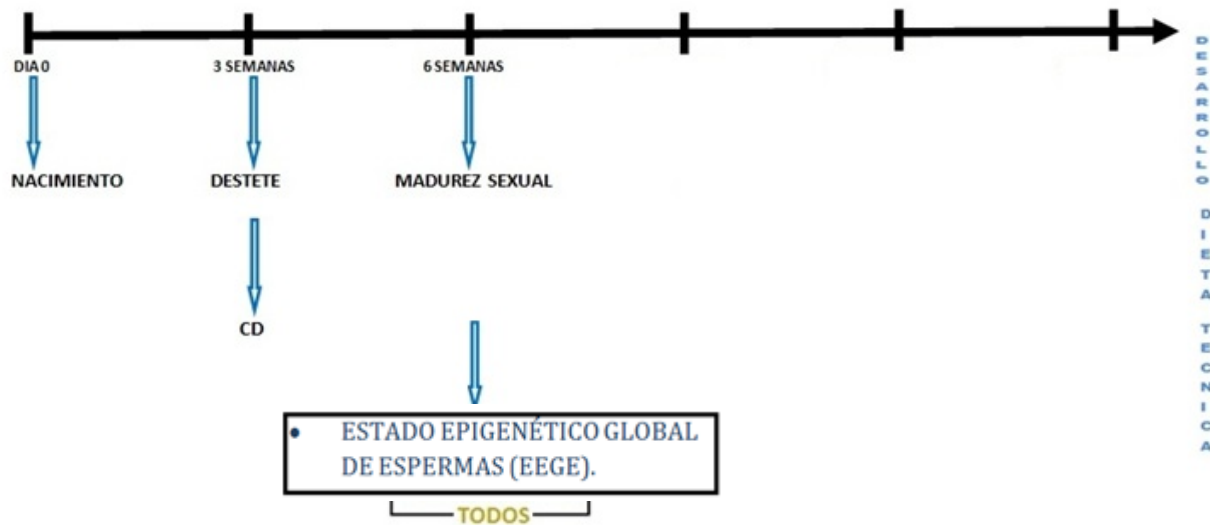 DIA 0 3 SEMANAS 6 SEMANAS
NACIMIENTO DESTETE MADUREZ SEXUAL
CD
• ESTADO EPIGENÉTICO GLOBAL
DE ESPERMAS (EEGE).
TODOS
DESARROLLO DIETA TECNICA